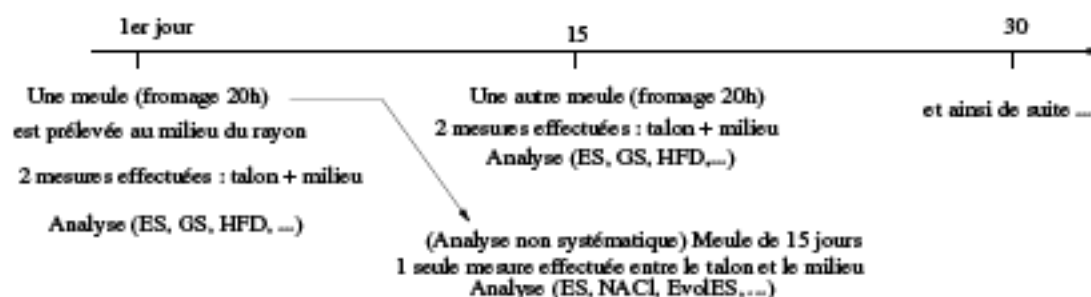 1er jour
15
30
Une meule (fromage 20h)
est prélevée au milieu du rayon
2 mesures effectuées : talon + milieu
Analyse (ES, GS, HFD, ...)
Une autre meule (fromage 20h)
2 mesures effectuées : talon + milieu
Analyse (ES, GS, HFD,...)
et ainsi de suite ...
(Analyse non systématique) Meule de 15 jours
1 seule mesure effectuée entre le talon et le milieu
Analyse (ES, NACl, EvolES,...)